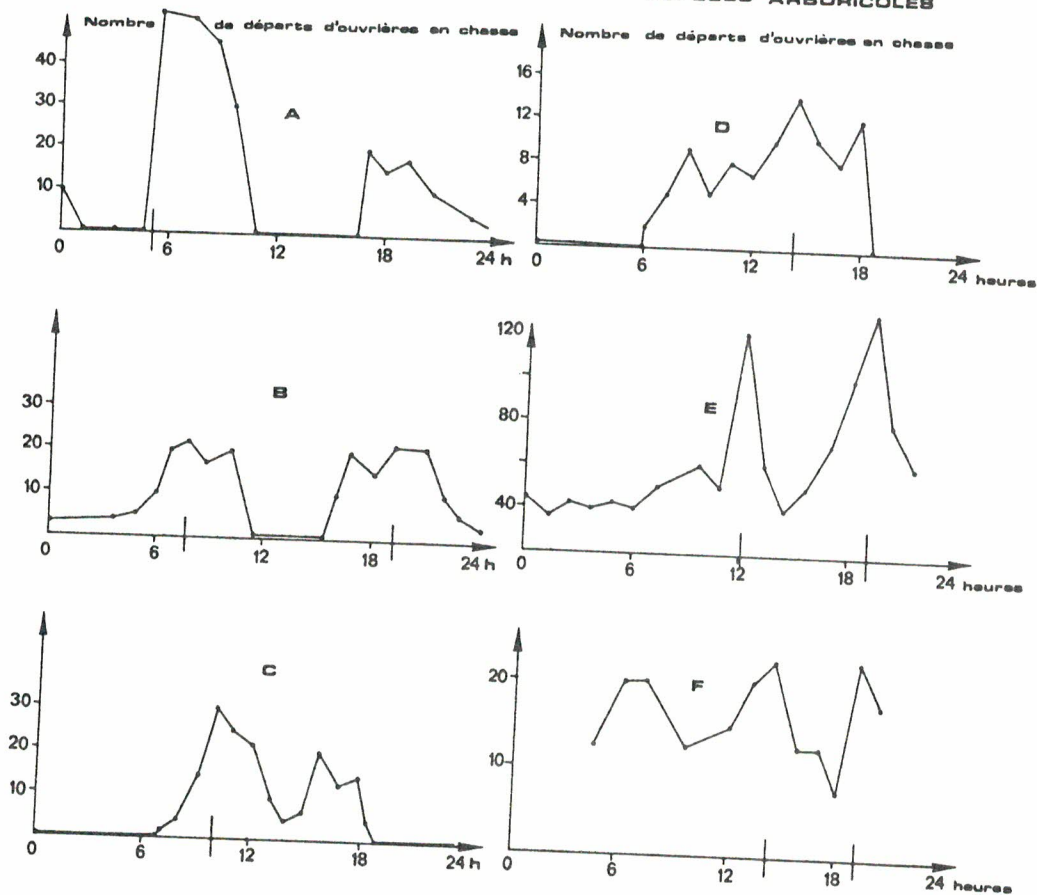 ARBORICOLES
Nombre de départs d'ouvrières en chasse
40
30
20
10
A
0 6 12 18 24 h
Nombre de départs d'ouvrières en chasse
16
12
8
4
D
0 6 12 18 24 heures
30
20
10
B
0 6 12 18 24 h
120
80
40
E
0 6 12 18 24 heures
30
20
10
C
0 6 12 18 24 h
20
10
F
0 6 12 18 24 heures